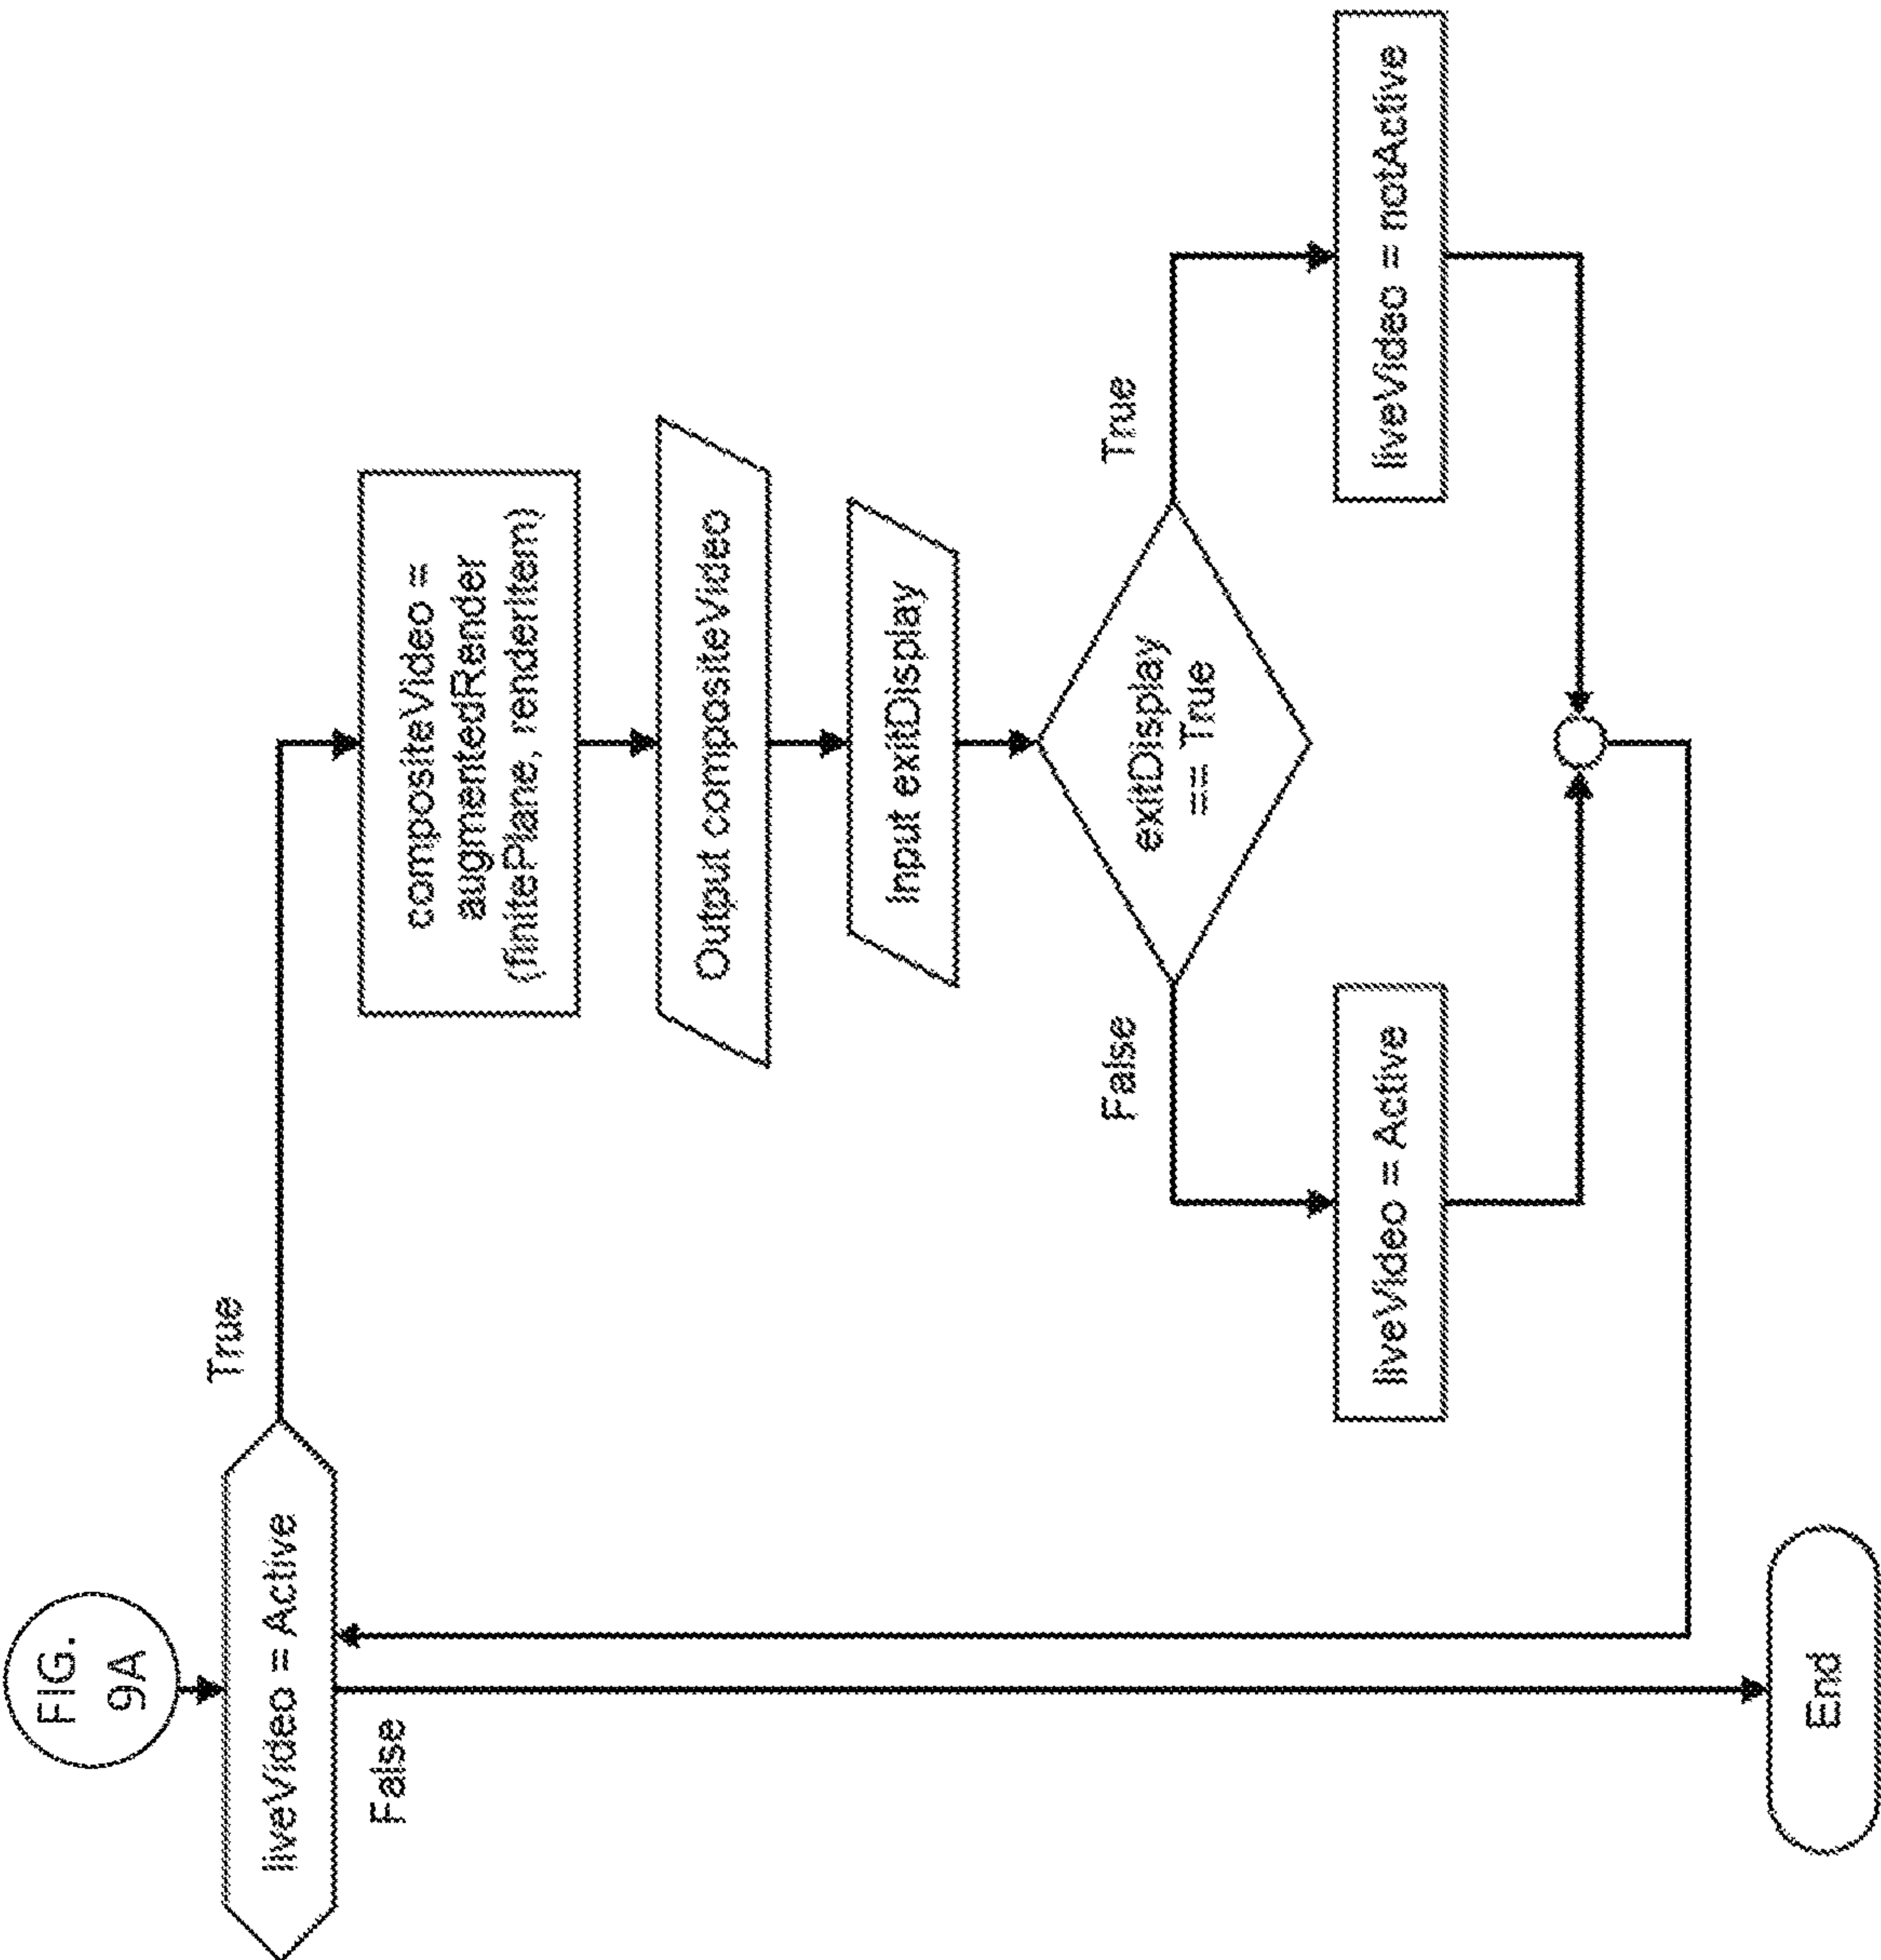 FIG.
9A
liveVideo = Active
True
False
compositeVideo =
augmentedRender
(finitePlane, renderItem)
Output compositeVideo
Input exitDisplay
exitDisplay
== True
False
True
liveVideo = Active
liveVideo = notActive
End